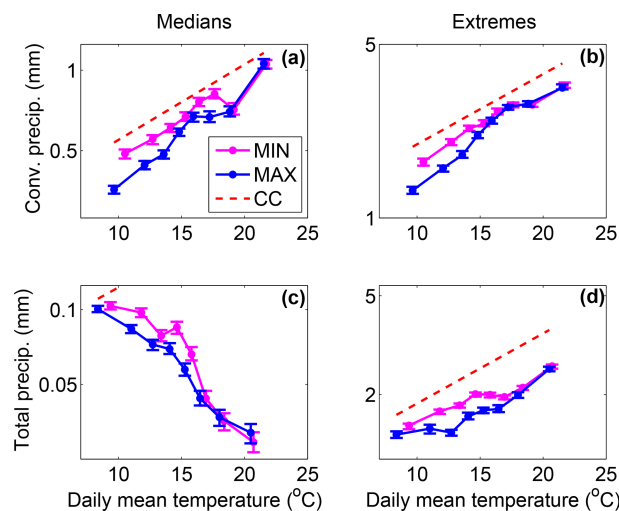 Medians
Extremes
(a)
1
0.5
Conv. precip. (mm)
MIN
MAX
CC
10 15 20 25
(b)
5
1
10 15 20 25
(c)
0.1
0.05
Total precip. (mm)
10 15 20 25
Daily mean temperature (°C)
(d)
5
2
10 15 20 25
Daily mean temperature (°C)